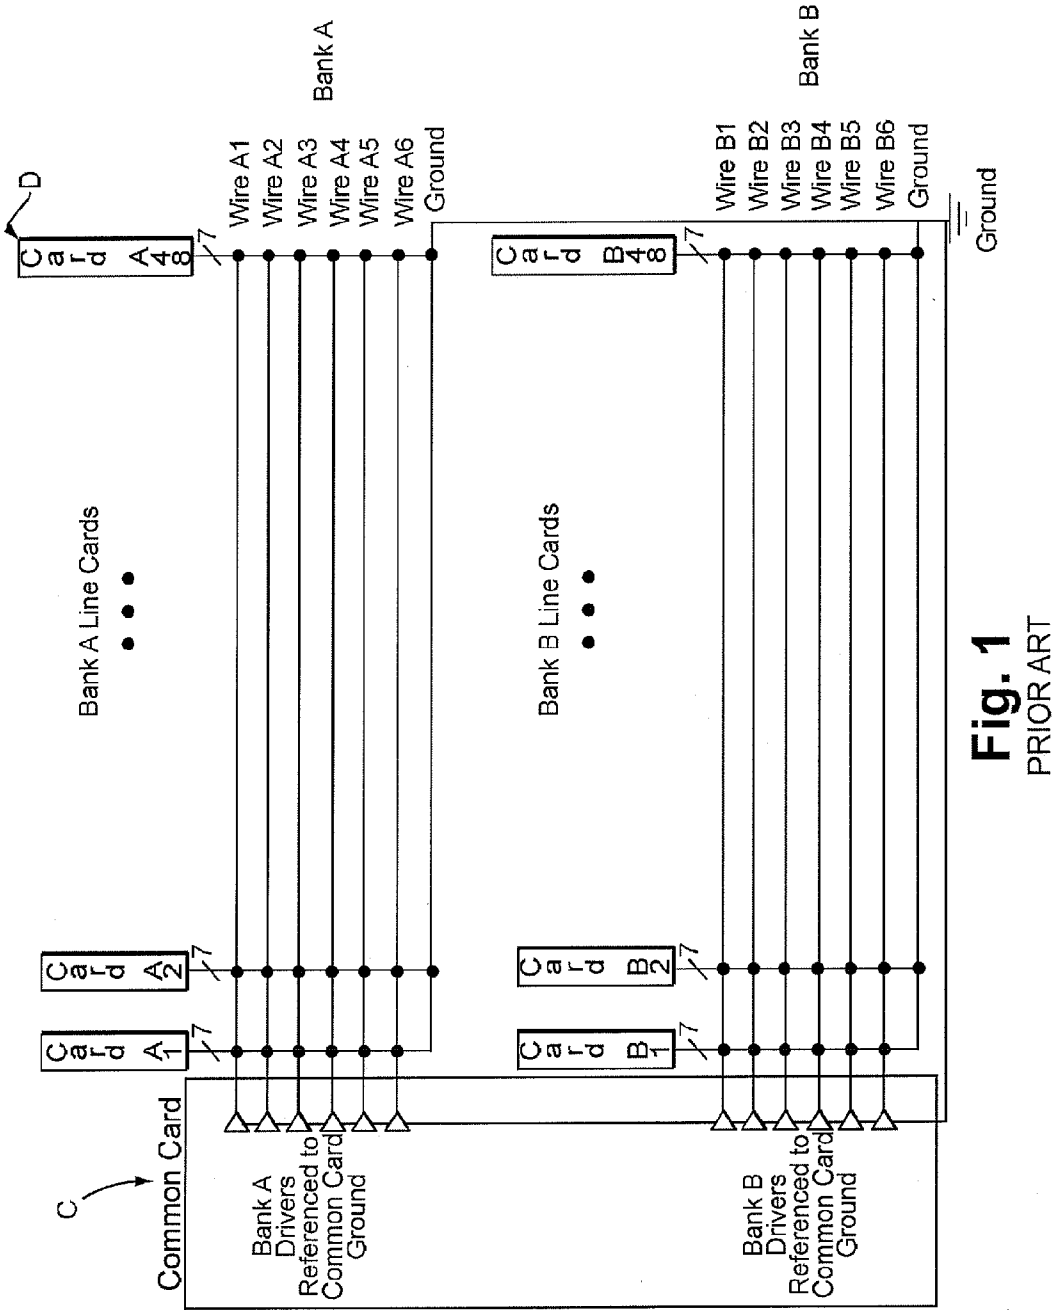 Common Card
C
Bank A
Drivers
Referenced to
Common Card
Ground
Bank B
Drivers
Referenced to
Common Card
Ground
Card A1
7
Card A2
7
Bank A Line Cards
Card A48
7
D
Wire A1
Wire A2
Wire A3
Wire A4
Wire A5
Wire A6
Ground
Bank A
Card B1
7
Card B2
7
Bank B Line Cards
Card B48
7
Wire B1
Wire B2
Wire B3
Wire B4
Wire B5
Wire B6
Ground
Bank B
Ground
Fig. 1
PRIOR ART